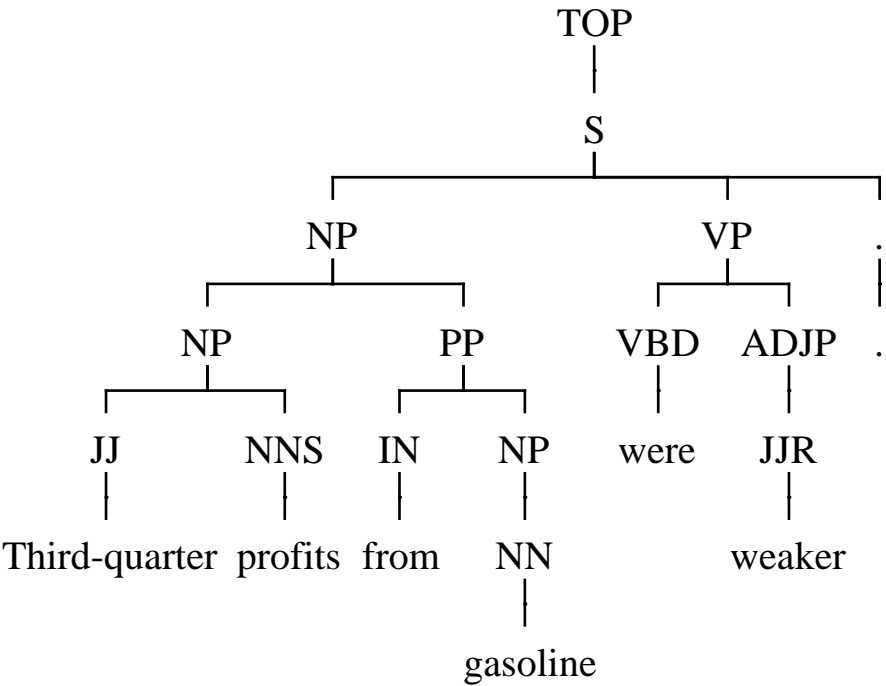 TOP
S
NP VP .
NP PP VBD ADJP .
JJ NNS IN NP were JJR
Third-quarter profits from NN weaker
gasoline